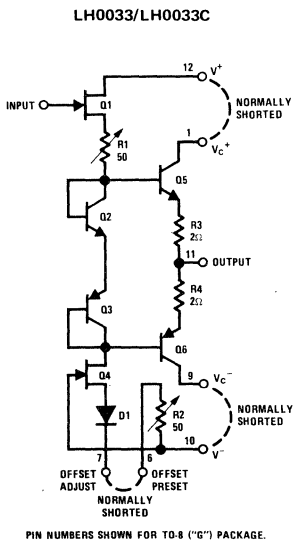 LH0033/LH0033C
12 V+
INPUT
Q1
NORMALLY
SHORTED
R1
50
1 VC+
Q5
Q2
R3
2Ω
11 OUTPUT
R4
2Ω
Q3
Q6
Q4
9 VC−
D1
R2
50
NORMALLY
SHORTED
10 V−
7 6
OFFSET ADJUST
OFFSET PRESET
NORMALLY
SHORTED
PIN NUMBERS SHOWN FOR TO-8 ("G") PACKAGE.